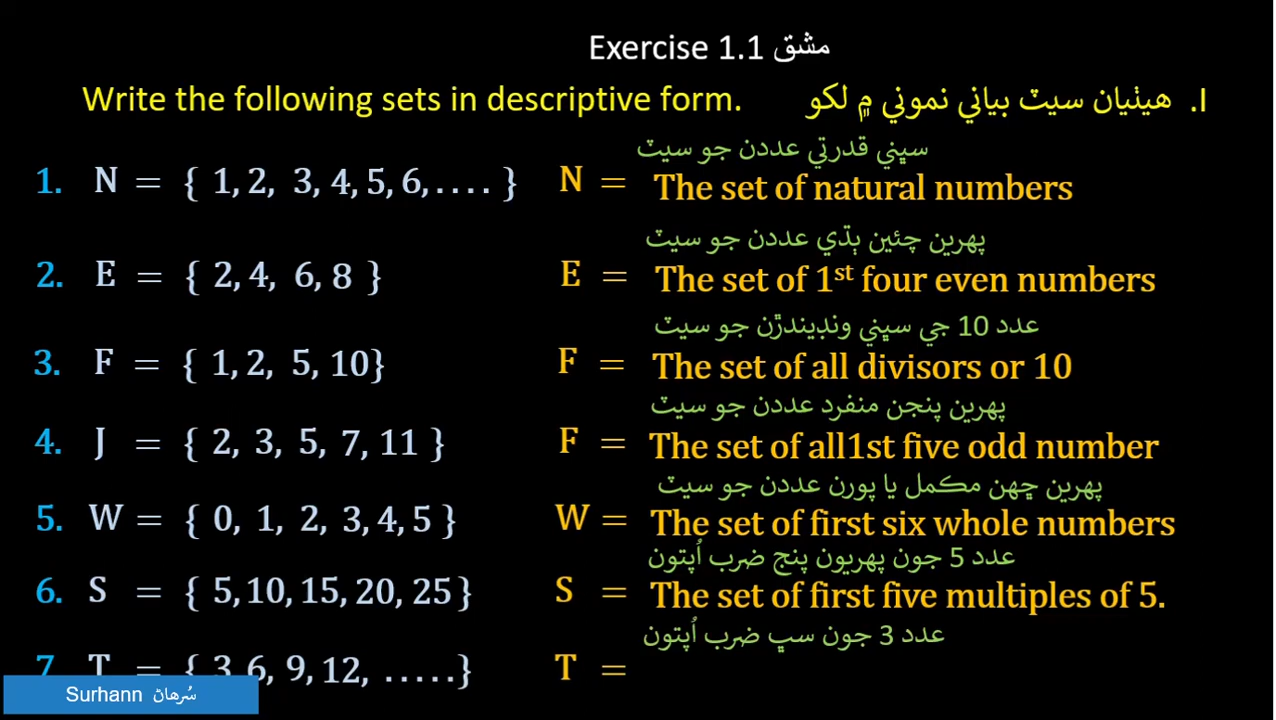 Exercise 1.1 مشق
Write the following sets in descriptive form. I. هيٺيان سيٽ بياني نموني ۾ لکو
سڀني قدرتي عددن جو سيٽ
1. N = { 1, 2, 3, 4, 5, 6, .... } N = The set of natural numbers
پهرين چئين ٻڌي عددن جو سيٽ
2. E = { 2, 4, 6, 8 } E = The set of 1st four even numbers
عدد 10 جي سڀني ونڊيندڙن جو سيٽ
3. F = { 1, 2, 5, 10} F = The set of all divisors or 10
پهرين پنجن منفرد عددن جو سيٽ
4. J = { 2, 3, 5, 7, 11 } F = The set of all1st five odd number
پهرين ڇهن مڪمل يا پورن عددن جو سيٽ
5. W = { 0, 1, 2, 3, 4, 5 } W = The set of first six whole numbers
عدد 5 جون پهريون پنج ضرب اُپتون
6. S = { 5, 10, 15, 20, 25 } S = The set of first five multiples of 5.
عدد 3 جون سڀ ضرب اُپتون
7. T = { 3, 6, 9, 12, .....} T =
Surhann سُرهاڻ